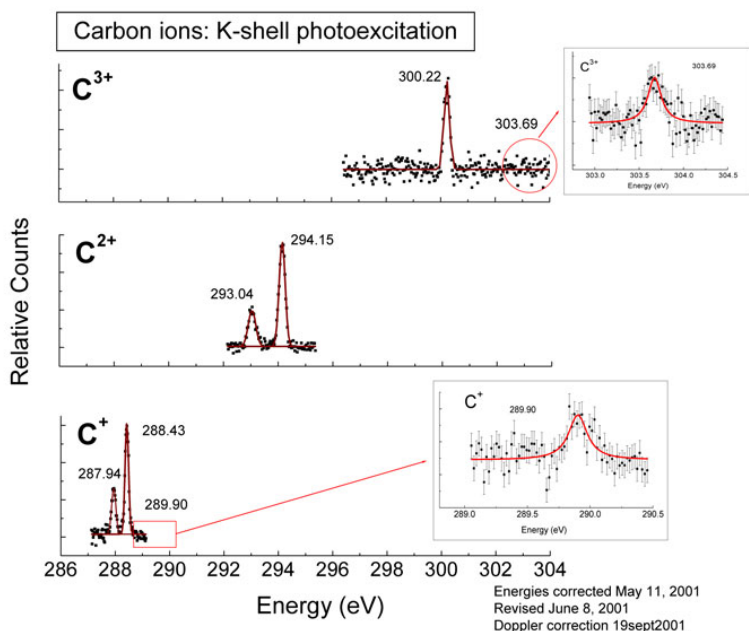 Carbon ions: K-shell photoexcitation
C3+
300.22
303.69
C3+
303.69
303.0 303.5 304.0 304.5
Energy (eV)
Relative Counts
C2+
293.04
294.15
C+
287.94
288.43
289.90
C+
289.90
289.0 289.5 290.0 290.5
Energy (eV)
286 288 290 292 294 296 298 300 302 304
Energy (eV)
Energies corrected May 11, 2001
Revised June 8, 2001
Doppler correction 19sept2001